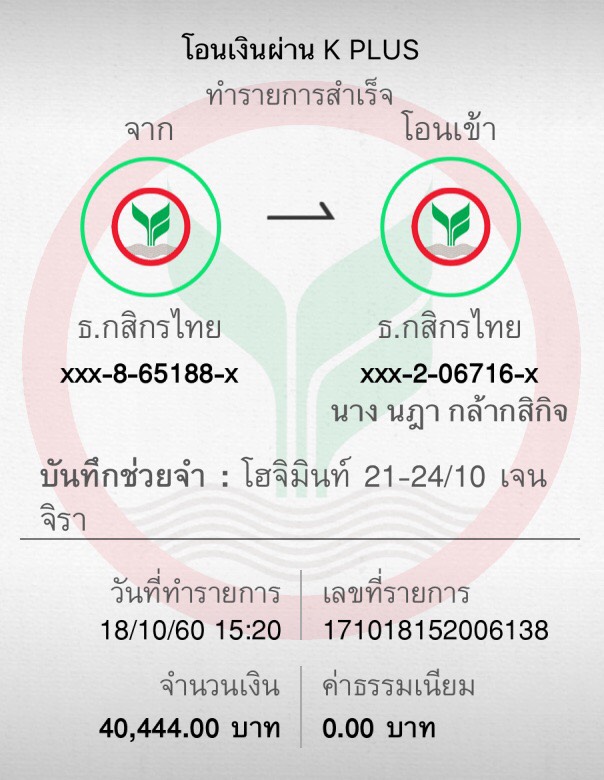 โอนเงินผ่าน K PLUS
ทำรายการสำเร็จ
จาก
โอนเข้า
ธ.กสิกรไทย
ธ.กสิกรไทย
xxx-8-65188-x
xxx-2-06716-x
นาง นฎา กล้ากสิกิจ
บันทึกช่วยจำ : โฮจิมินท์ 21-24/10 เจน
จิรา
วันที่ทำรายการ
เลขที่รายการ
18/10/60 15:20
171018152006138
จำนวนเงิน
ค่าธรรมเนียม
40,444.00 บาท
0.00 บาท